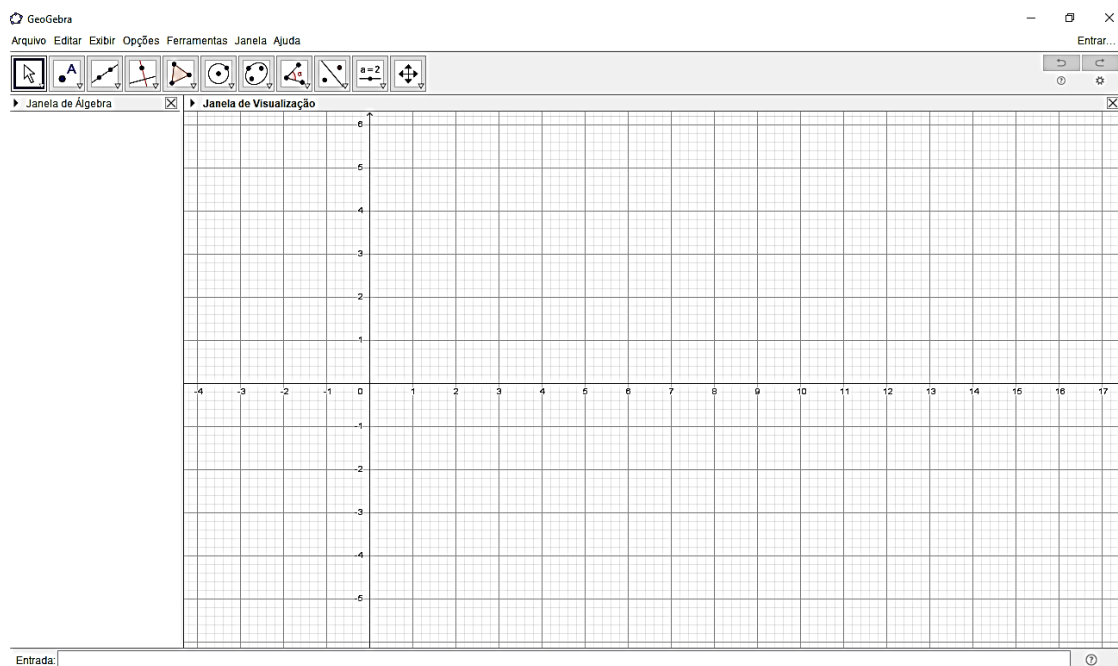 GeoGebra
Arquivo Editar Exibir Opções Ferramentas Janela Ajuda Entrar...
A α a=2
Janela de Álgebra Janela de Visualização
6
5
4
3
2
1
-4 -3 -2 -1 0 1 2 3 4 5 6 7 8 9 10 11 12 13 14 15 16 17
-1
-2
-3
-4
-5
Entrada: